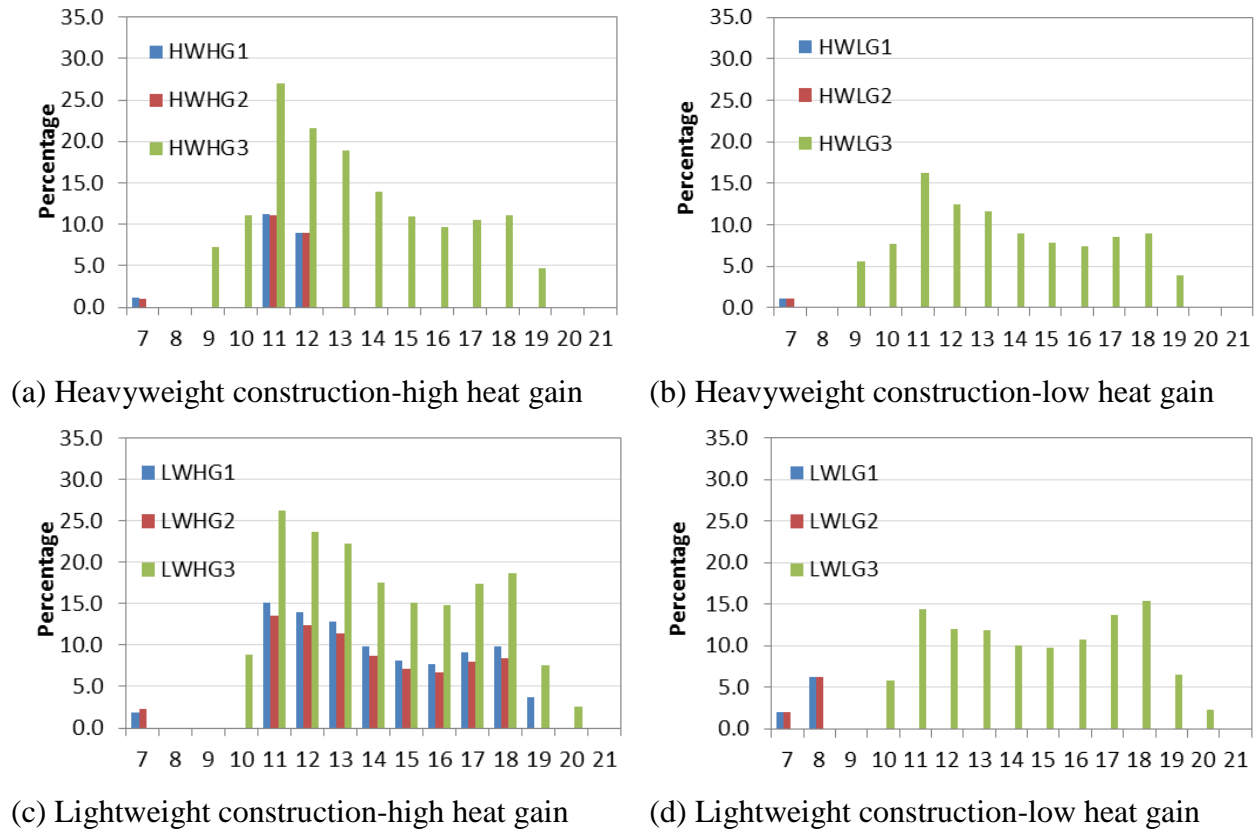 35.0
30.0
25.0
20.0
15.0
10.0
5.0
0.0
Percentage
HWHG1
HWHG2
HWHG3
7 8 9 10 11 12 13 14 15 16 17 18 19 20 21
(a) Heavyweight construction-high heat gain
35.0
30.0
25.0
20.0
15.0
10.0
5.0
0.0
Percentage
HWLG1
HWLG2
HWLG3
7 8 9 10 11 12 13 14 15 16 17 18 19 20 21
(b) Heavyweight construction-low heat gain
35.0
30.0
25.0
20.0
15.0
10.0
5.0
0.0
Percentage
LWHG1
LWHG2
LWHG3
7 8 9 10 11 12 13 14 15 16 17 18 19 20 21
(c) Lightweight construction-high heat gain
35.0
30.0
25.0
20.0
15.0
10.0
5.0
0.0
Percentage
LWLG1
LWLG2
LWLG3
7 8 9 10 11 12 13 14 15 16 17 18 19 20 21
(d) Lightweight construction-low heat gain